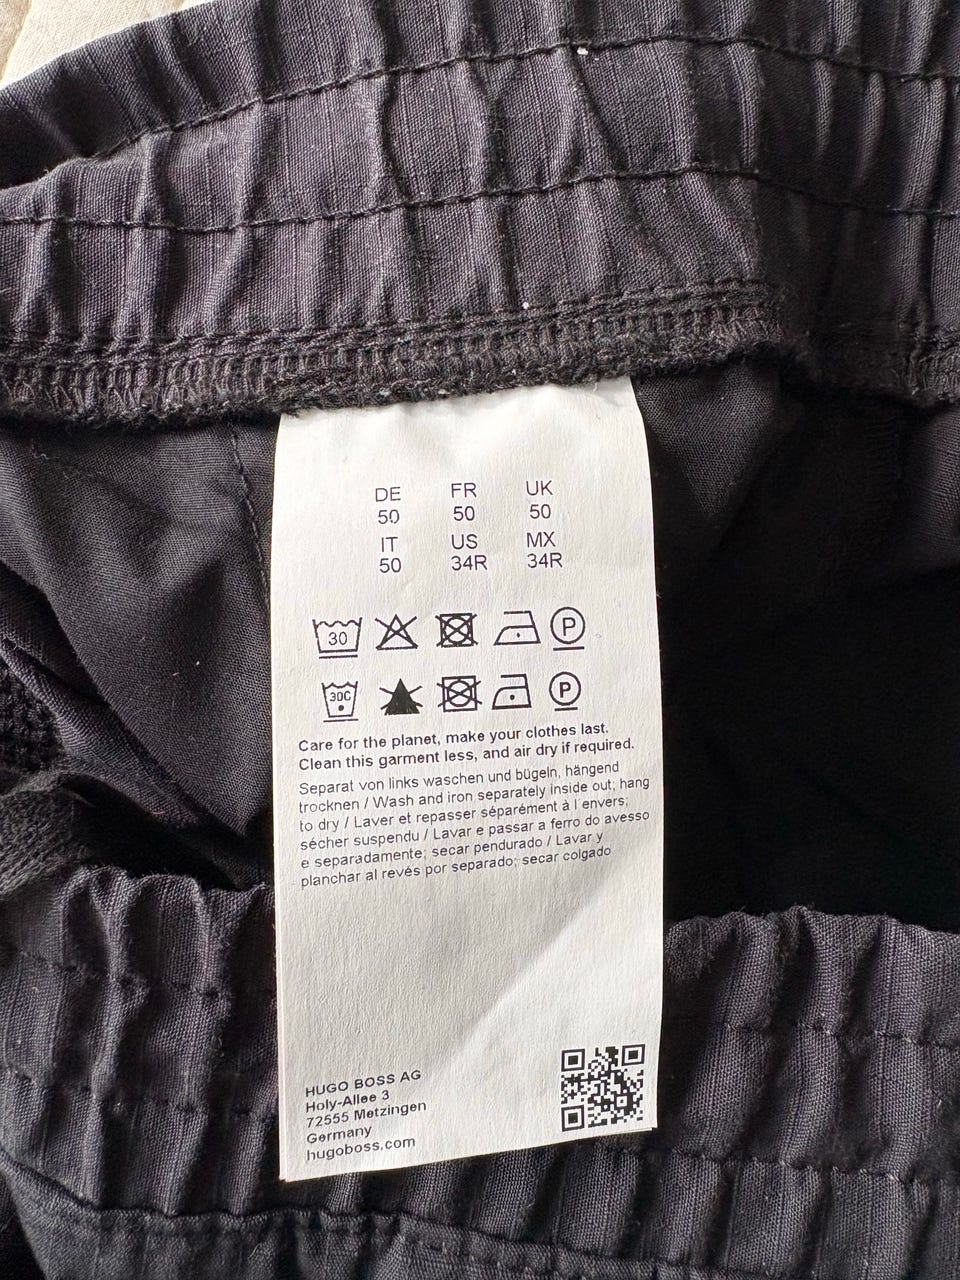 DE FR UK
50 50 50
IT US MX
50 34R 34R
30 P
30C P
Care for the planet, make your clothes last.
Clean this garment less, and air dry if required.
Separat von links waschen und bügeln, hängend
trocknen / Wash and iron separately inside out; hang
to dry / Laver et repasser séparément à l'envers;
sécher suspendu / Lavar e passar a ferro do avesso
e separadamente; secar pendurado / Lavar y
planchar al revés por separado; secar colgado
HUGO BOSS AG
Holy-Allee 3
72555 Metzingen
Germany
hugoboss.com